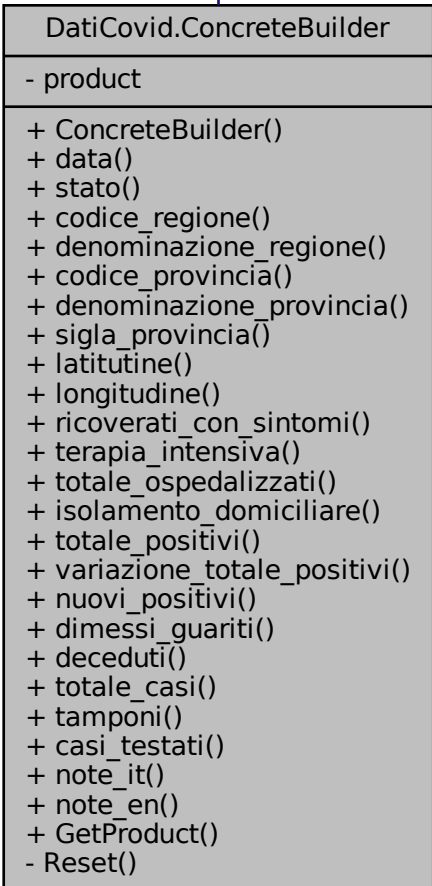 DatiCovid.ConcreteBuilder
- product
+ ConcreteBuilder()
+ data()
+ stato()
+ codice_regione()
+ denominazione_regione()
+ codice_provincia()
+ denominazione_provincia()
+ sigla_provincia()
+ latitutine()
+ longitudine()
+ ricoverati_con_sintomi()
+ terapia_intensiva()
+ totale_ospedalizzati()
+ isolamento_domiciliare()
+ totale_positivi()
+ variazione_totale_positivi()
+ nuovi_positivi()
+ dimessi_guariti()
+ deceduti()
+ totale_casi()
+ tamponi()
+ casi_testati()
+ note_it()
+ note_en()
+ GetProduct()
- Reset()